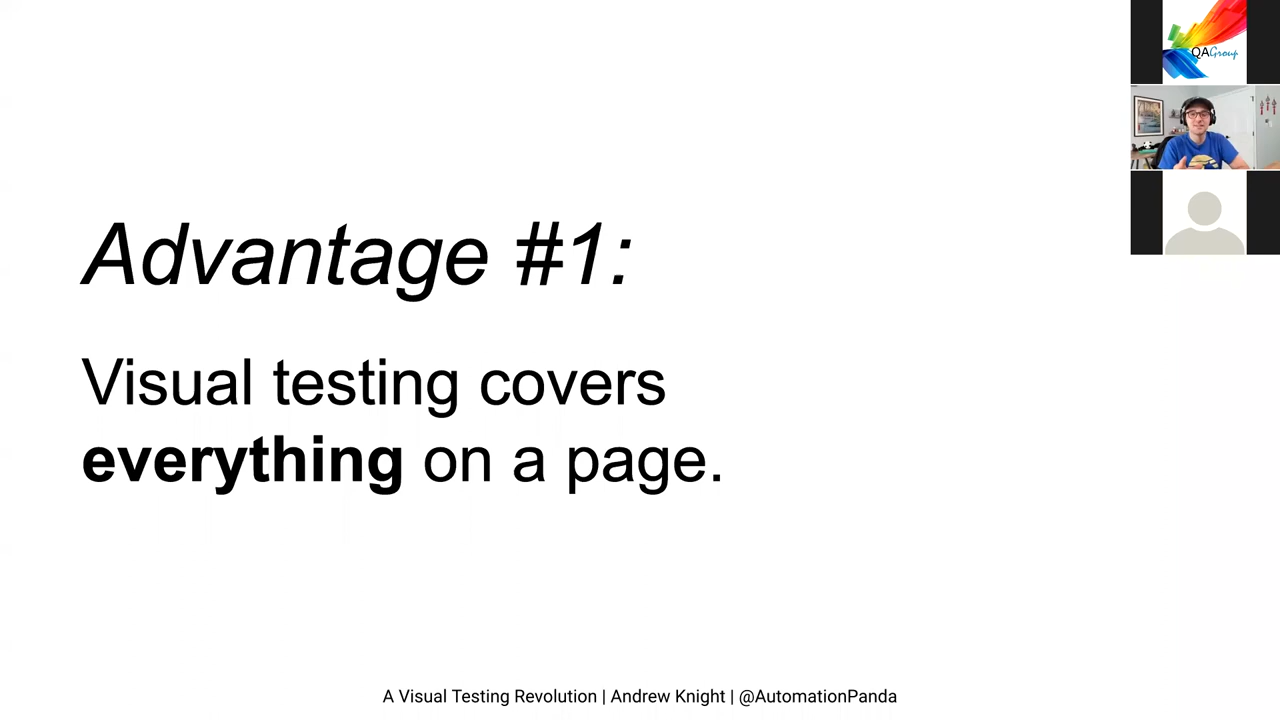 QAGroup
Advantage #1:
Visual testing covers
everything on a page.
A Visual Testing Revolution | Andrew Knight | @AutomationPanda